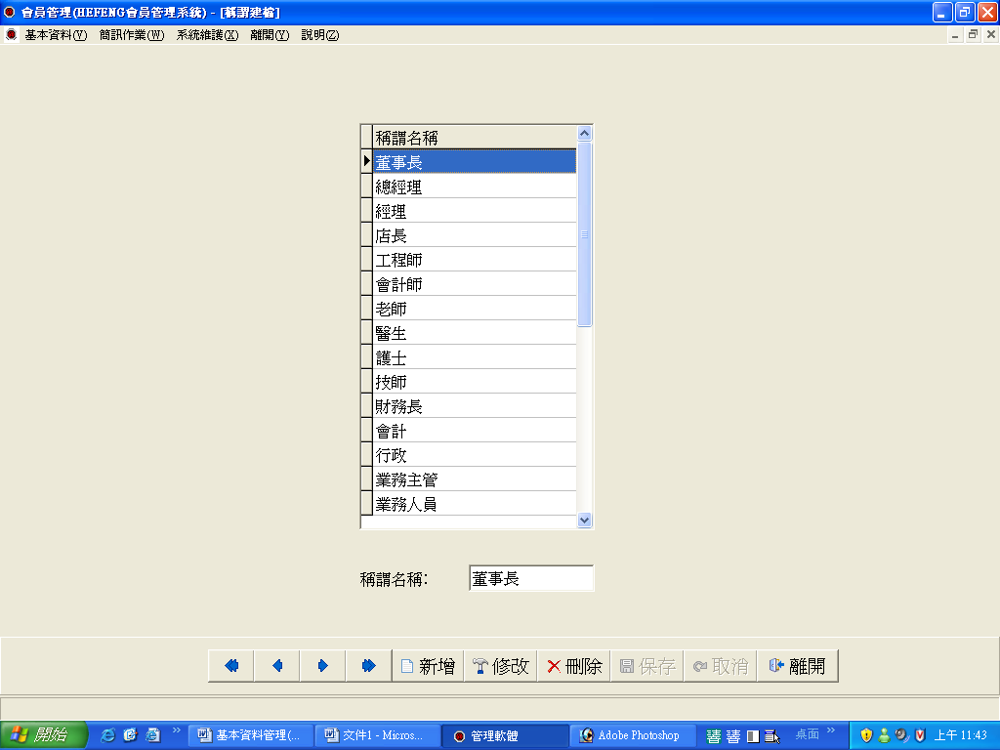 會員管理(HEFENG會員管理系統) - [稱謂建檔]
基本資料(V) 簡訊作業(W) 系統維護(X) 離開(Y) 說明(Z)
稱謂名稱
董事長
總經理
經理
店長
工程師
會計師
老師
醫生
護士
技師
財務長
會計
行政
業務主管
業務人員
稱謂名稱: 董事長
新增 修改 刪除 保存 取消 離開
開始 基本資料管理(... 文件1 - Micros... 管理軟體 Adobe Photoshop 桌面 上午 11:43